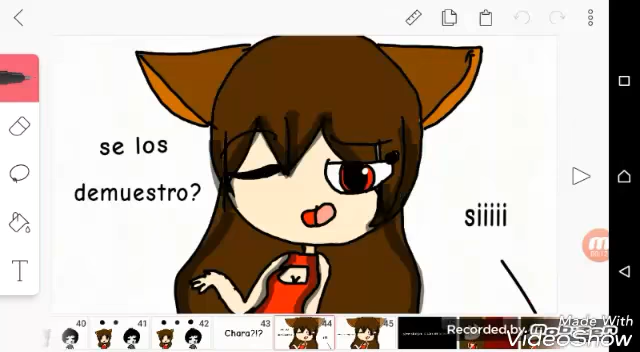 se los
demuestro?
siiiii
T
40
41
42
43
44
45
Chara?!?
Recorded by.
Made With
VideoShow